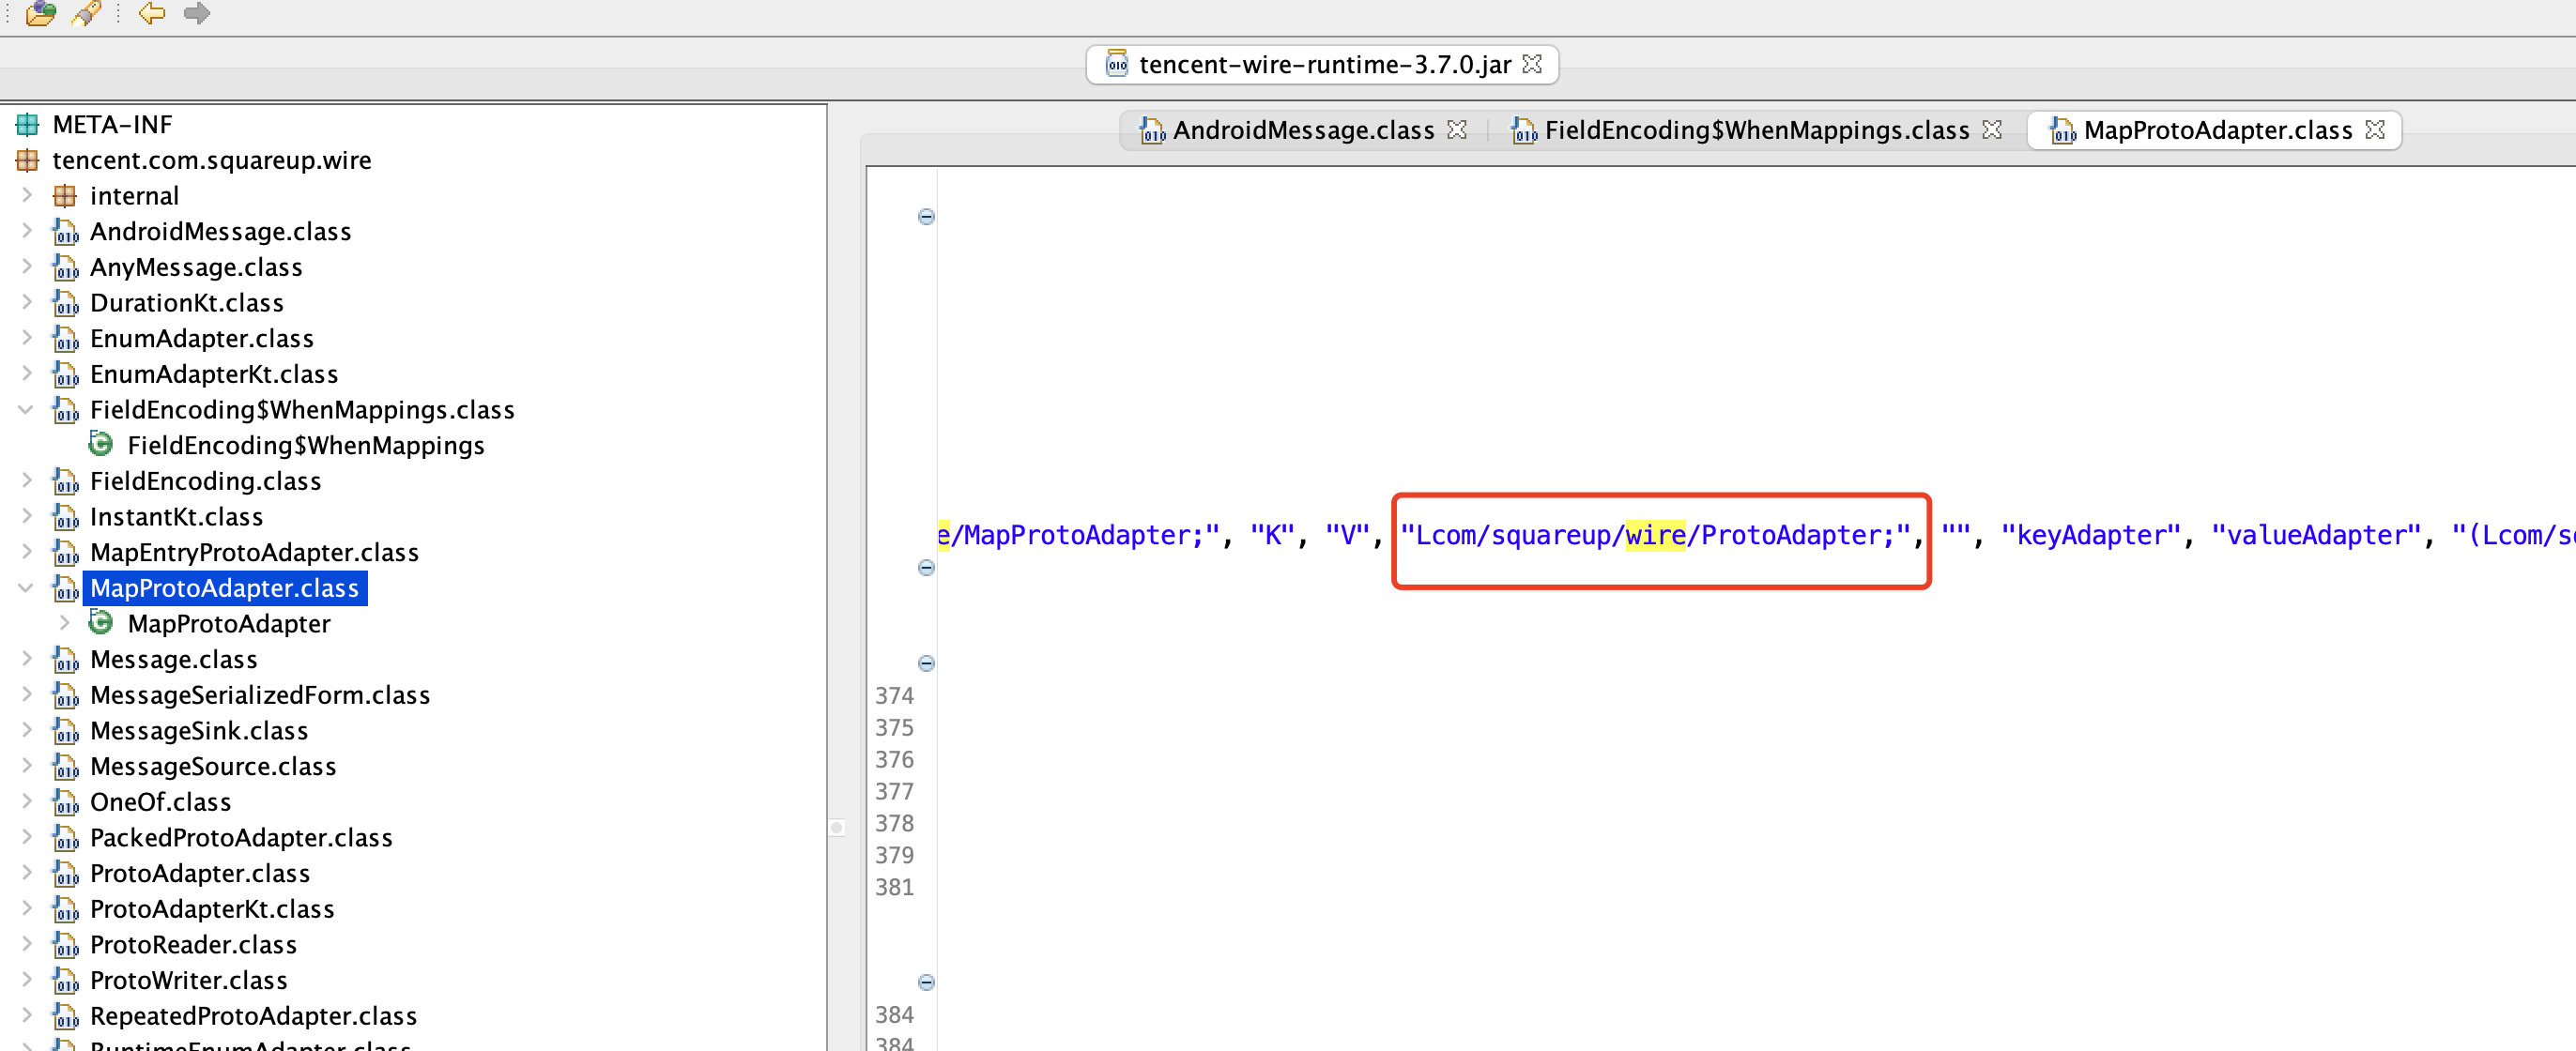 tencent-wire-runtime-3.7.0.jar
META-INF
tencent.com.squareup.wire
internal
AndroidMessage.class
AnyMessage.class
DurationKt.class
EnumAdapter.class
EnumAdapterKt.class
FieldEncoding$WhenMappings.class
FieldEncoding$WhenMappings
FieldEncoding.class
InstantKt.class
MapEntryProtoAdapter.class
MapProtoAdapter.class
MapProtoAdapter
Message.class
MessageSerializedForm.class
MessageSink.class
MessageSource.class
OneOf.class
PackedProtoAdapter.class
ProtoAdapter.class
ProtoAdapterKt.class
ProtoReader.class
ProtoWriter.class
RepeatedProtoAdapter.class
RuntimeEnumAdapter.class
AndroidMessage.class FieldEncoding$WhenMappings.class MapProtoAdapter.class
e/MapProtoAdapter;", "K", "V", "Lcom/squareup/wire/ProtoAdapter;", "", "keyAdapter", "valueAdapter", "(Lcom/s
374
375
376
377
378
379
381
384
384